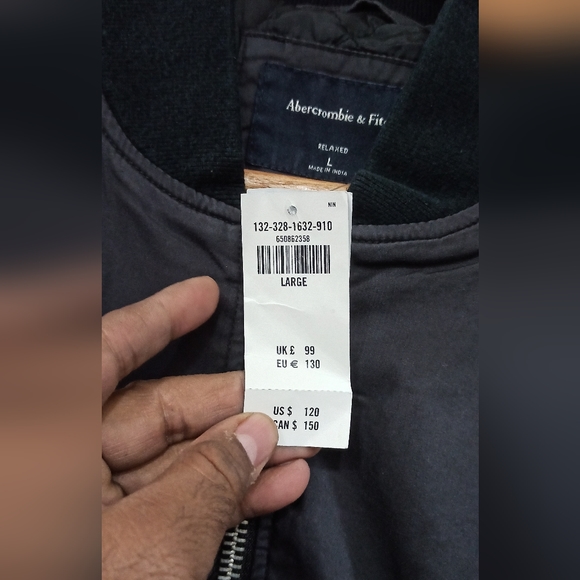 Abercrombie & Fit
RELAXED
L
MADE IN INDIA
NIN
132-328-1632-910
650862358
LARGE
UK £ 99
EU € 130
US $ 120
CAN $ 150